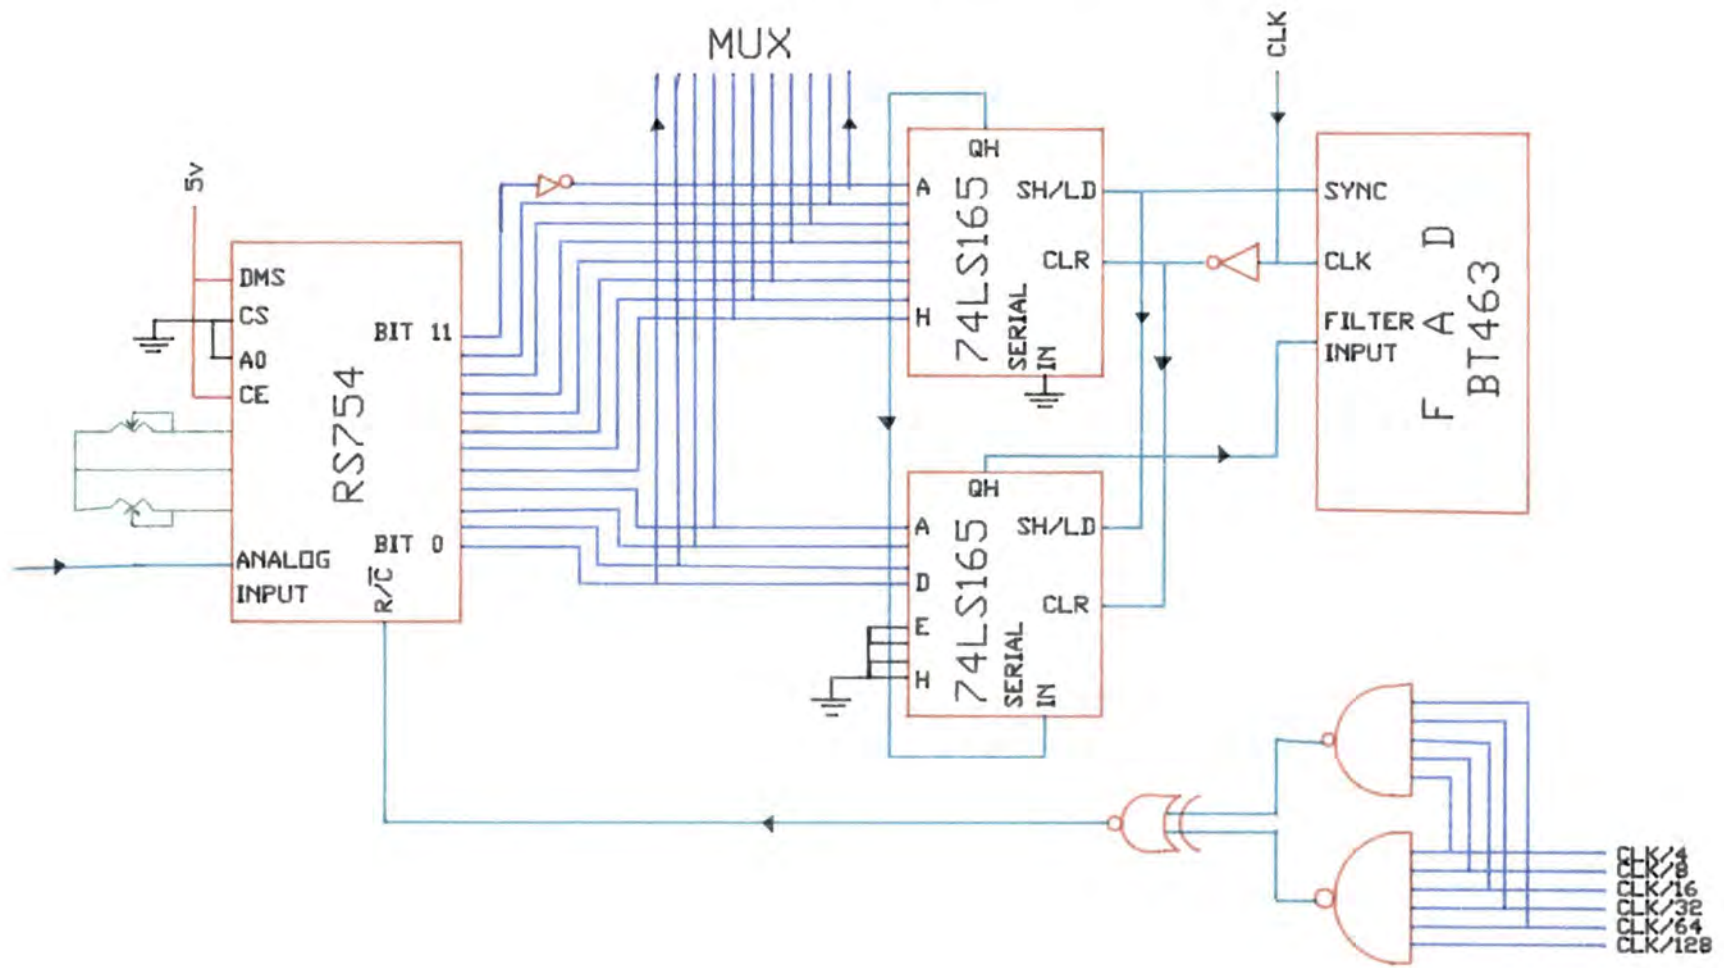 MUX
CLK
5v
DMS
CS
A0
CE
ANALOG
INPUT
BIT 11
BIT 0
R/C̅
RS754
QH
A
H
SH/LD
CLR
74LS165
SERIAL
IN
QH
A
D
E
H
SH/LD
CLR
74LS165
SERIAL
IN
SYNC
CLK
FILTER
INPUT
F A D
BT463
CLK/4
CLK/8
CLK/16
CLK/32
CLK/64
CLK/128